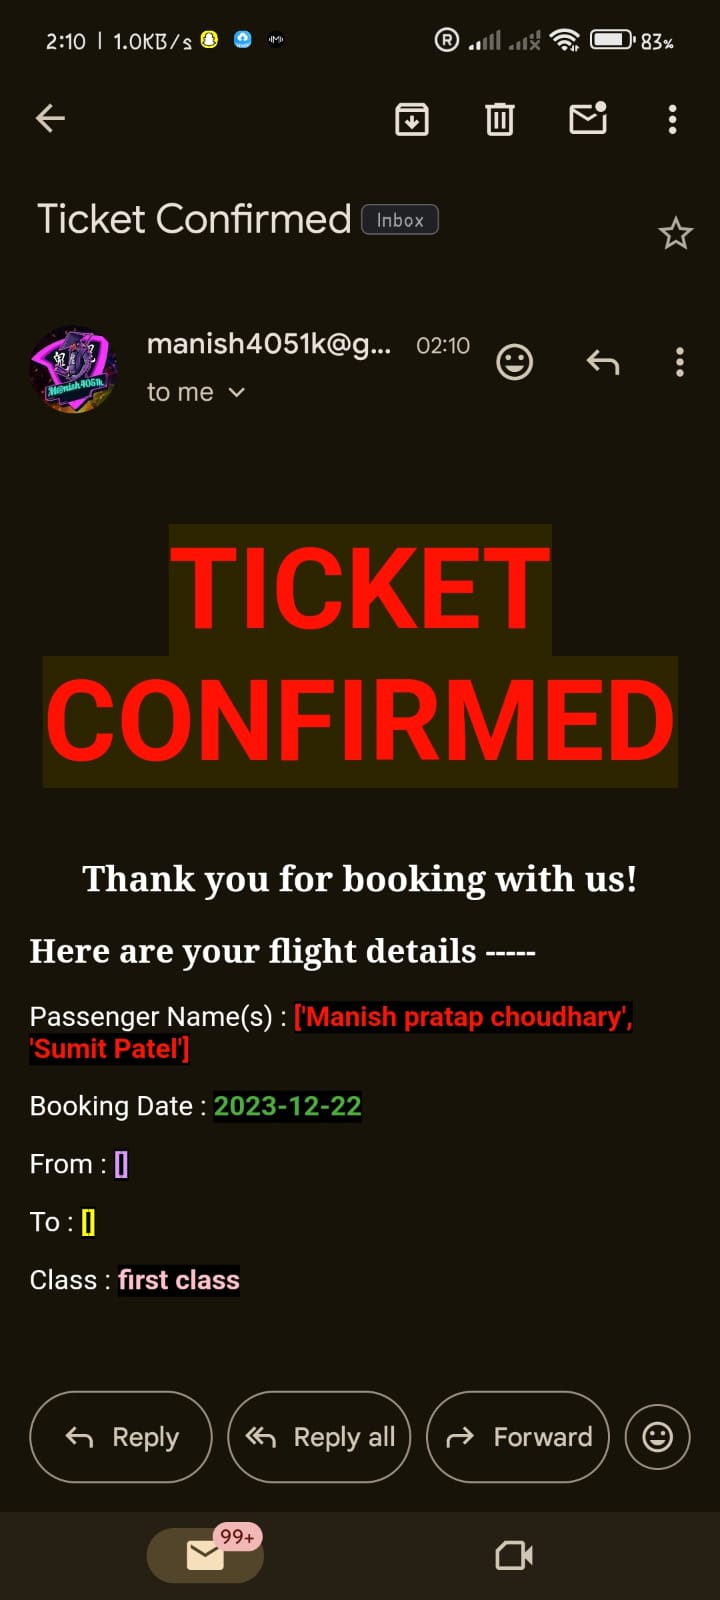 2:10 | 1.0KB/s 83%
Ticket Confirmed Inbox
manish4051k@g... 02:10
to me
M@nish4051k
TICKET
CONFIRMED
Thank you for booking with us!
Here are your flight details -----
Passenger Name(s) : ['Manish pratap choudhary',
'Sumit Patel']
Booking Date : 2023-12-22
From : []
To : []
Class : first class
Reply Reply all Forward
99+